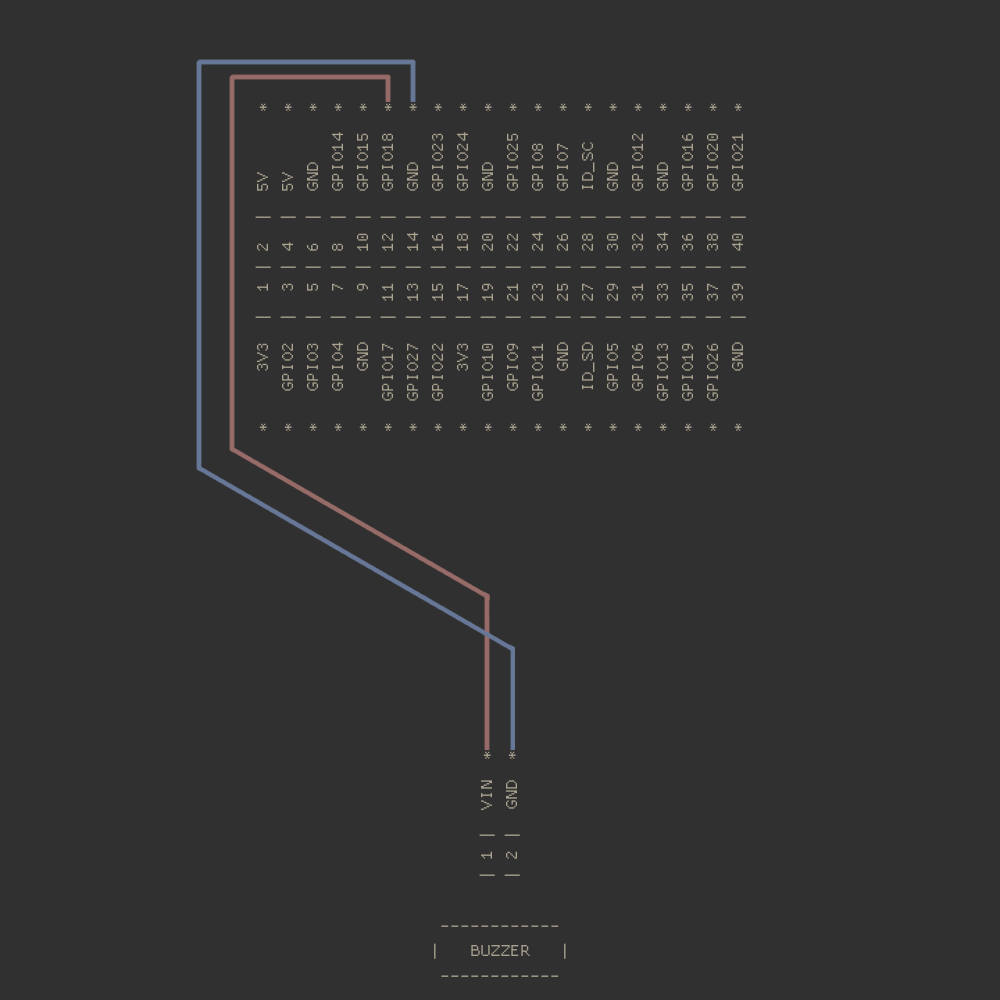 * | 3V3 | 1 | 2 | 5V | *
* | GPIO2 | 3 | 4 | 5V | *
* | GPIO3 | 5 | 6 | GND | *
* | GPIO4 | 7 | 8 | GPIO14 | *
* | GND | 9 | 10 | GPIO15 | *
* | GPIO17 | 11 | 12 | GPIO18 | *
* | GPIO27 | 13 | 14 | GND | *
* | GPIO22 | 15 | 16 | GPIO23 | *
* | 3V3 | 17 | 18 | GPIO24 | *
* | GPIO10 | 19 | 20 | GND | *
* | GPIO9 | 21 | 22 | GPIO25 | *
* | GPIO11 | 23 | 24 | GPIO8 | *
* | GND | 25 | 26 | GPIO7 | *
* | ID_SD | 27 | 28 | ID_SC | *
* | GPIO5 | 29 | 30 | GND | *
* | GPIO6 | 31 | 32 | GPIO12 | *
* | GPIO13 | 33 | 34 | GND | *
* | GPIO19 | 35 | 36 | GPIO16 | *
* | GPIO26 | 37 | 38 | GPIO20 | *
* | GND | 39 | 40 | GPIO21 | *
| 1 | VIN *
| 2 | GND *
------------
| BUZZER |
------------